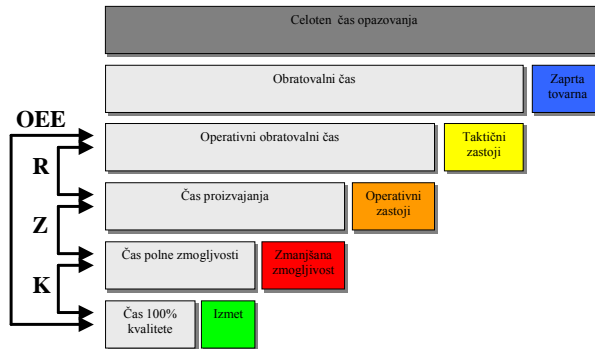 Celoten čas opazovanja
Obratovalni čas
Zaprta
tovarna
OEE
Operativni obratovalni čas
Taktični
zastoji
R
Čas proizvajanja
Operativni
zastoji
Z
Čas polne zmogljivosti
Zmanjšana
zmogljivost
K
Čas 100%
kvalitete
Izmet